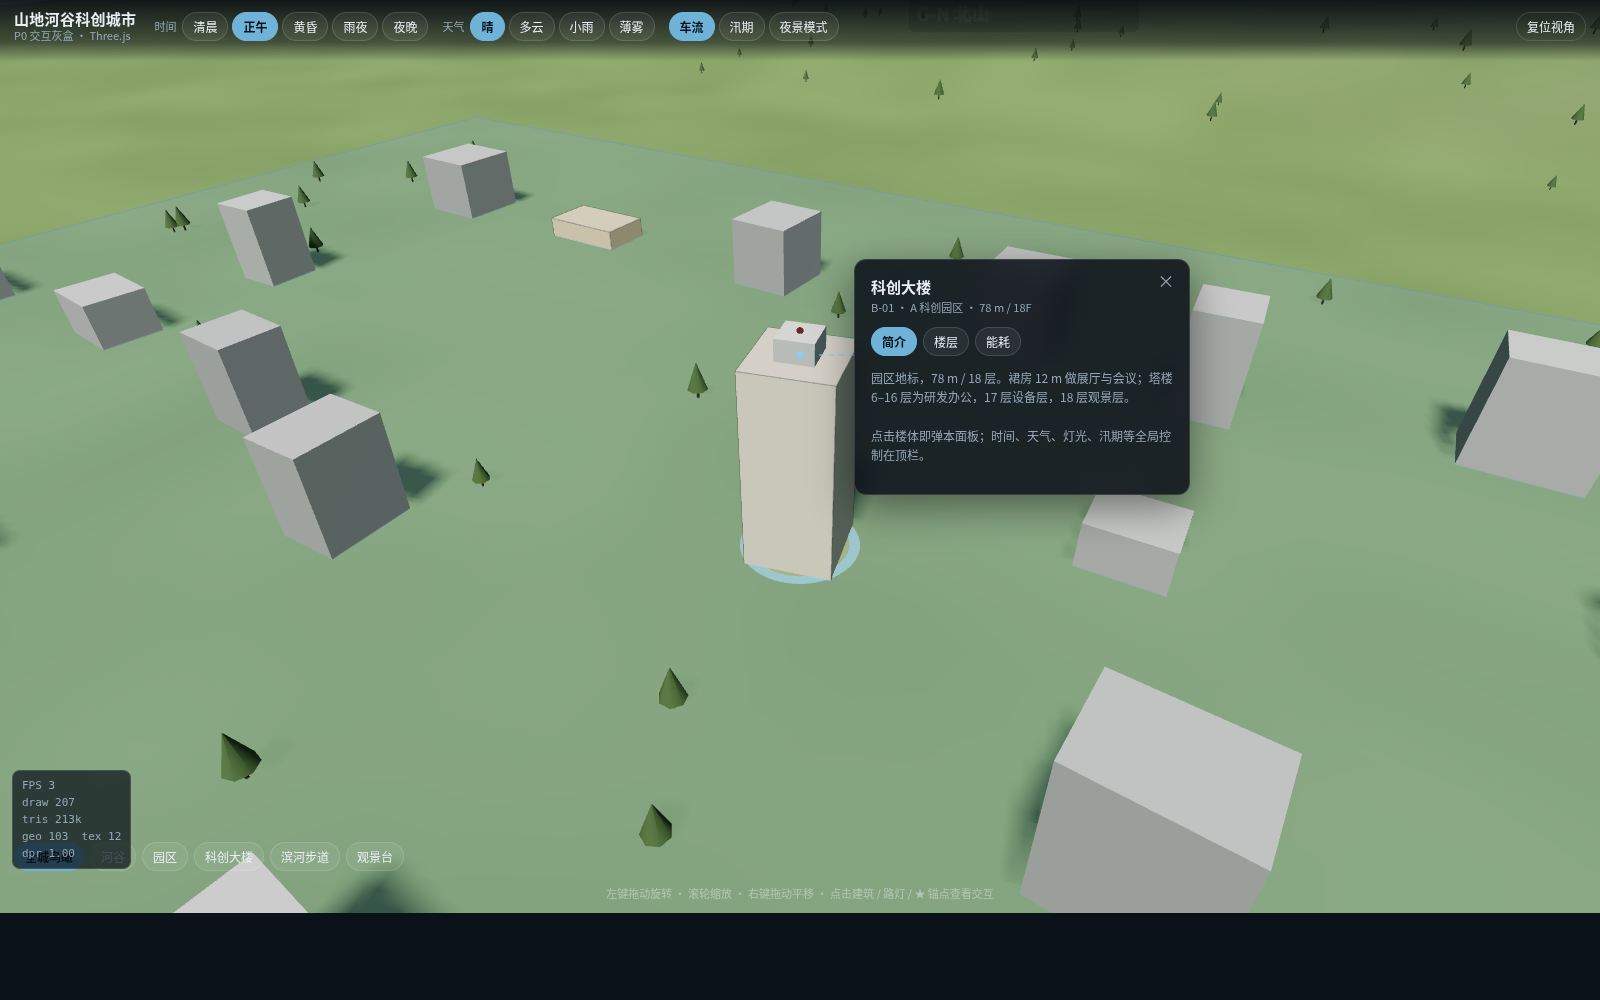 山地河谷科创城市
P0 交互灰盒 · Three.js
时间 清晨 正午 黄昏 雨夜 夜晚 天气 晴 多云 小雨 薄雾 车流 汛期 夜景模式
复位视角
G-N 北山
科创大楼
B-01 · A 科创园区 · 78 m / 18F
简介 楼层 能耗
园区地标，78 m / 18 层。裙房 12 m 做展厅与会议；塔楼
6–16 层为研发办公，17 层设备层，18 层观景层。
点击楼体即弹本面板；时间、天气、灯光、汛期等全局控
制在顶栏。
FPS 3
draw 207
tris 213k
geo 103 tex 12
dpr 1.00
全城鸟瞰 河谷 园区 科创大楼 滨河步道 观景台
左键拖动旋转 · 滚轮缩放 · 右键拖动平移 · 点击建筑 / 路灯 / ★ 锚点查看交互